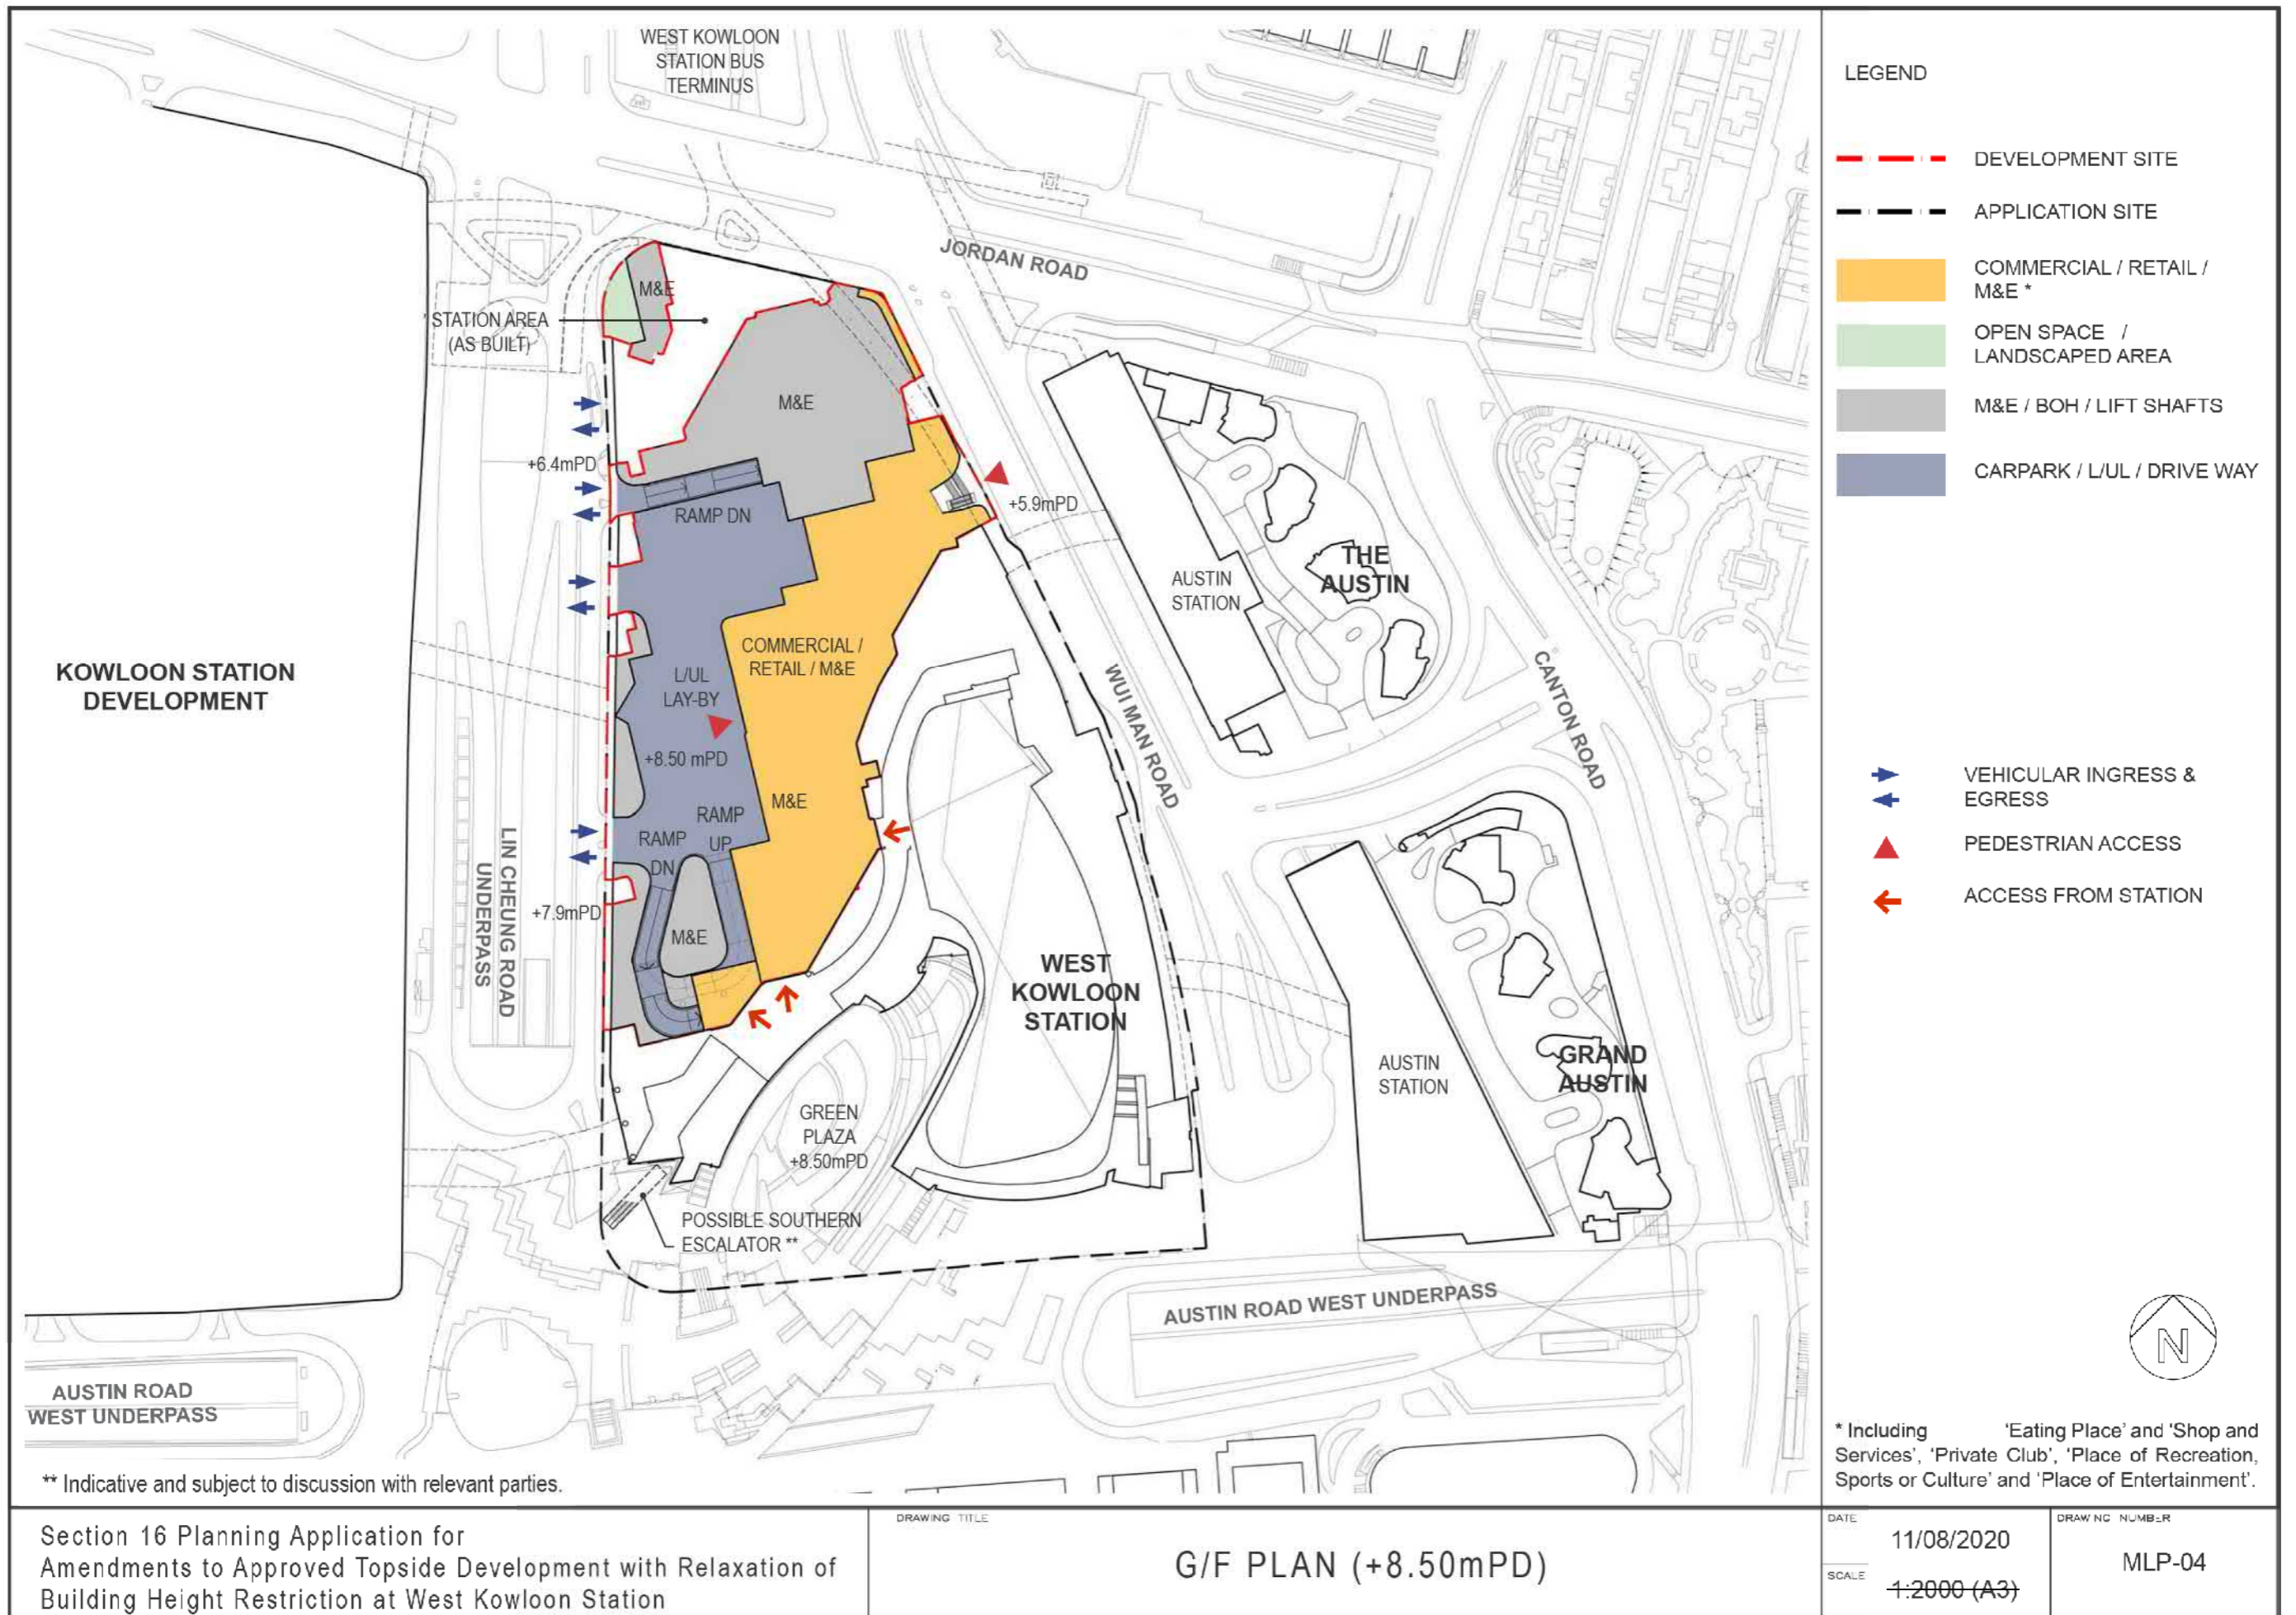 WEST KOWLOON
STATION BUS
TERMINUS
JORDAN ROAD
M&E
STATION AREA
(AS BUILT)
M&E
+6.4mPD
RAMP DN
+5.9mPD
AUSTIN
STATION
THE
AUSTIN
KOWLOON STATION
DEVELOPMENT
COMMERCIAL /
RETAIL / M&E
L/UL
LAY-BY
+8.50 mPD
M&E
WUI MAN ROAD
CANTON ROAD
RAMP
UP
RAMP
DN
LIN CHEUNG ROAD
UNDERPASS
+7.9mPD
M&E
WEST
KOWLOON
STATION
AUSTIN
STATION
GRAND
AUSTIN
GREEN
PLAZA
+8.50mPD
POSSIBLE SOUTHERN
ESCALATOR **
AUSTIN ROAD WEST UNDERPASS
AUSTIN ROAD
WEST UNDERPASS
** Indicative and subject to discussion with relevant parties.
LEGEND
DEVELOPMENT SITE
APPLICATION SITE
COMMERCIAL / RETAIL /
M&E *
OPEN SPACE /
LANDSCAPED AREA
M&E / BOH / LIFT SHAFTS
CARPARK / L/UL / DRIVE WAY
VEHICULAR INGRESS &
EGRESS
PEDESTRIAN ACCESS
ACCESS FROM STATION
N
* Including 'Eating Place' and 'Shop and
Services', 'Private Club', 'Place of Recreation,
Sports or Culture' and 'Place of Entertainment'.
Section 16 Planning Application for
Amendments to Approved Topside Development with Relaxation of
Building Height Restriction at West Kowloon Station
DRAWING TITLE
G/F PLAN (+8.50mPD)
DATE
11/08/2020
SCALE
1:2000 (A3)
DRAWING NUMBER
MLP-04